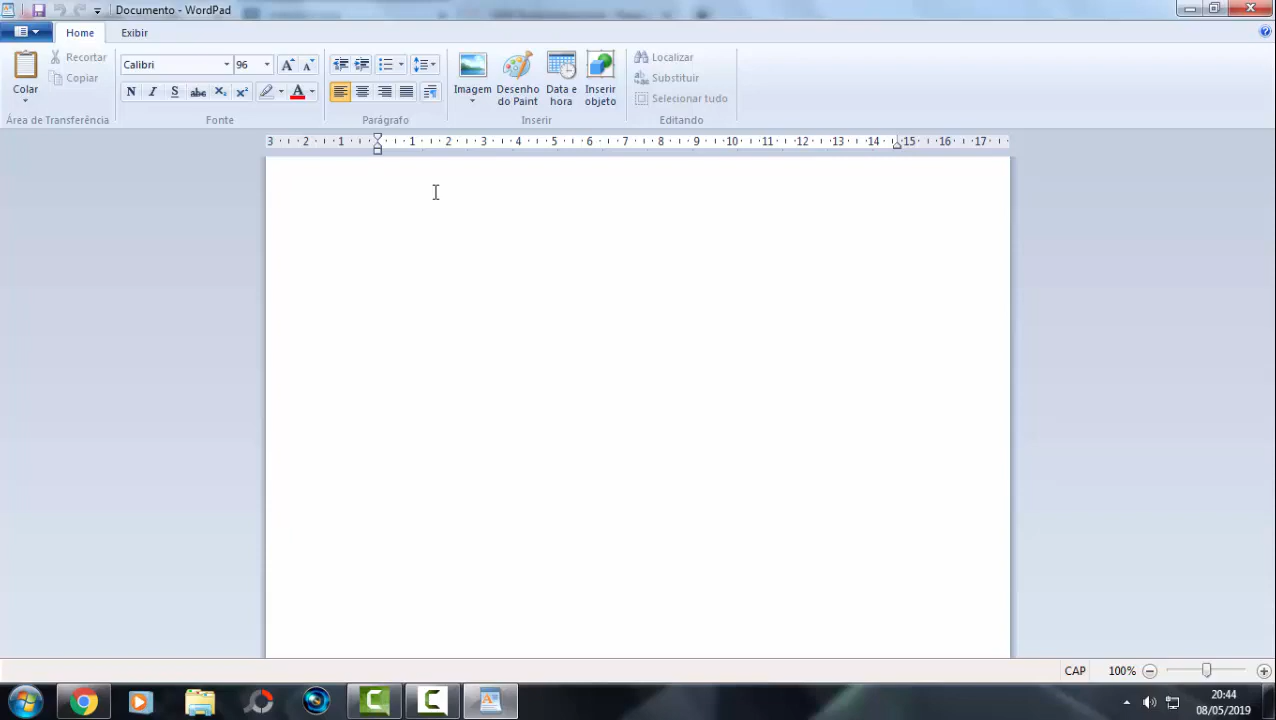 Documento - WordPad
Home Exibir
Colar
Recortar
Copiar
Área de Transferência
Calibri 96
N I S abc X₂ X²
A
Fonte
Parágrafo
Imagem
Desenho do Paint
Data e hora
Inserir objeto
Inserir
Localizar
Substituir
Selecionar tudo
Editando
3 2 1 1 2 3 4 5 6 7 8 9 10 11 12 13 14 15 16 17
CAP 100%
20:44
08/05/2019